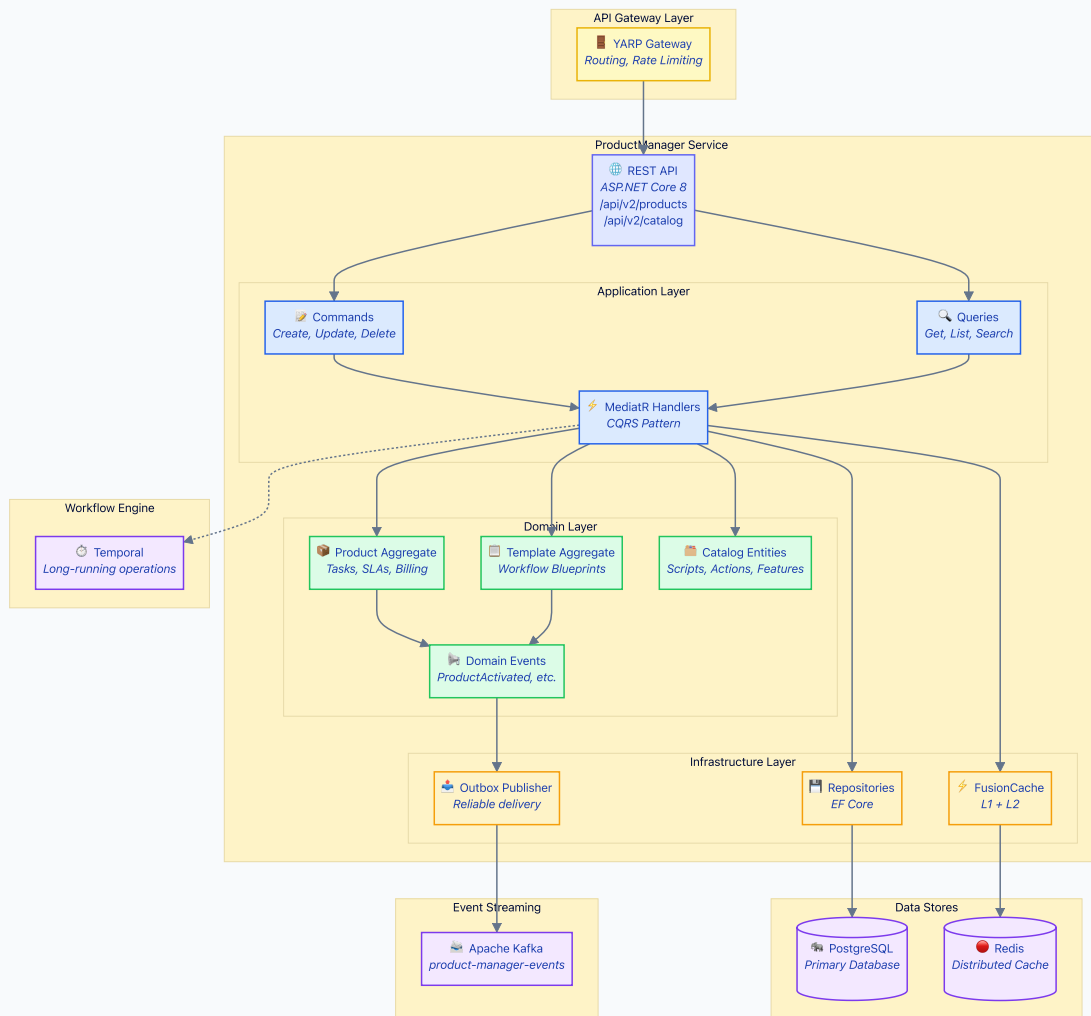 API Gateway Layer
YARP Gateway
Routing, Rate Limiting
ProductManager Service
REST API
ASP.NET Core 8
/api/v2/products
/api/v2/catalog
Application Layer
Commands
Create, Update, Delete
Queries
Get, List, Search
MediatR Handlers
CQRS Pattern
Workflow Engine
Temporal
Long-running operations
Domain Layer
Product Aggregate
Tasks, SLAs, Billing
Template Aggregate
Workflow Blueprints
Catalog Entities
Scripts, Actions, Features
Domain Events
ProductActivated, etc.
Infrastructure Layer
Outbox Publisher
Reliable delivery
Repositories
EF Core
FusionCache
L1 + L2
Event Streaming
Apache Kafka
product-manager-events
Data Stores
PostgreSQL
Primary Database
Redis
Distributed Cache